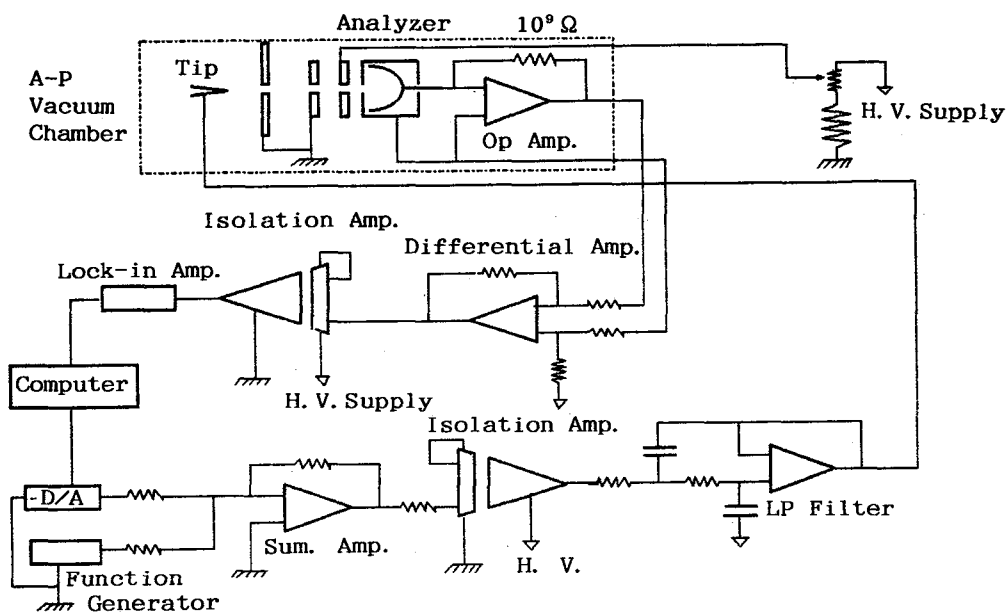 Analyzer
10⁹ Ω
A-P
Vacuum
Chamber
Tip
Op Amp.
H. V. Supply
Isolation Amp.
Differential Amp.
Lock-in Amp.
Computer
H. V. Supply
Isolation Amp.
-D/A
Sum. Amp.
H. V.
LP Filter
Function
Generator